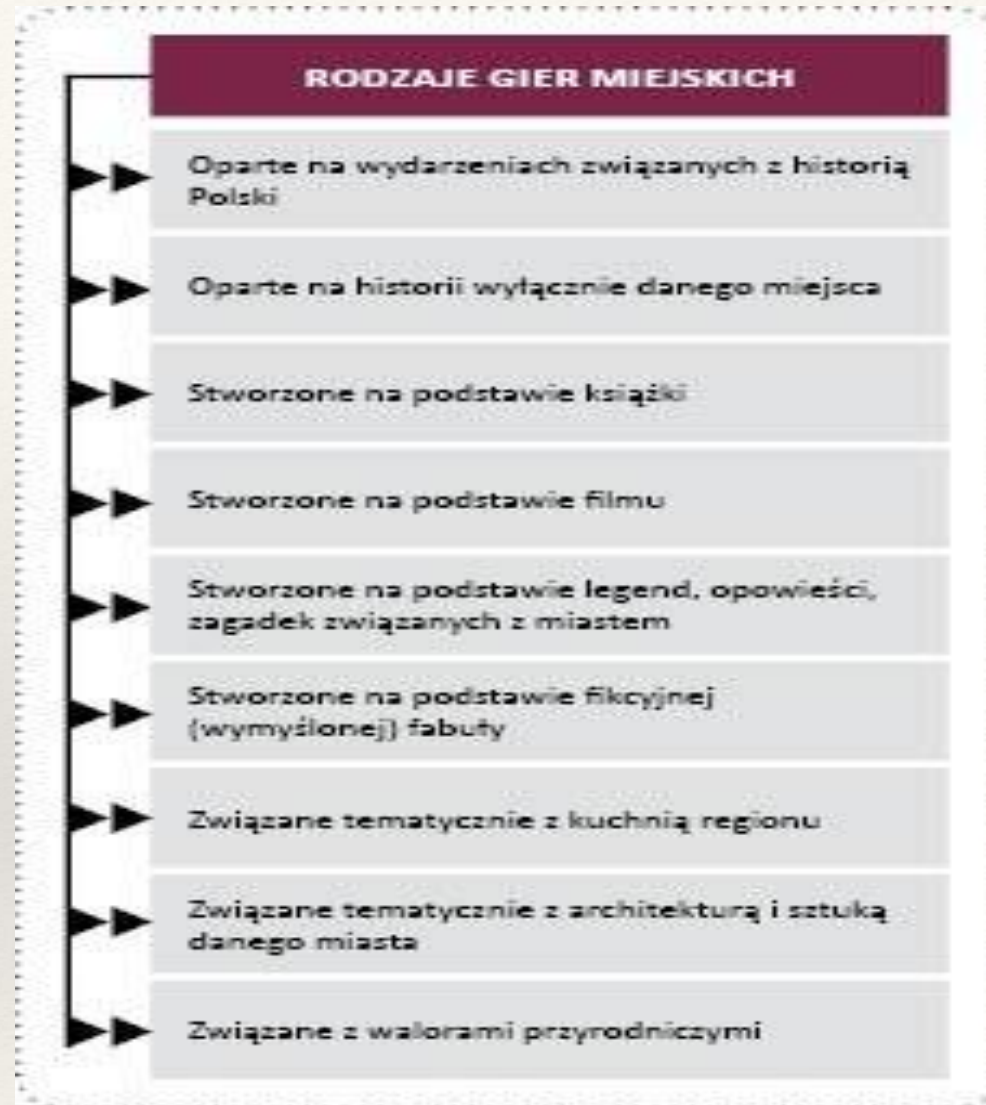 RODZAJE GIER MIEJSKICH
Oparte na wydarzeniach związanych z historią
Polski
Oparte na historii wyłącznie danego miejsca
Stworzone na podstawie książki
Stworzone na podstawie filmu
Stworzone na podstawie legend, opowieści,
zagadek związanych z miastem
Stworzone na podstawie fikcyjnej
(wymyślonej) fabuły
Związane tematycznie z kuchnią regionu
Związane tematycznie z architekturą i sztuką
danego miasta
Związane z walorami przyrodniczymi